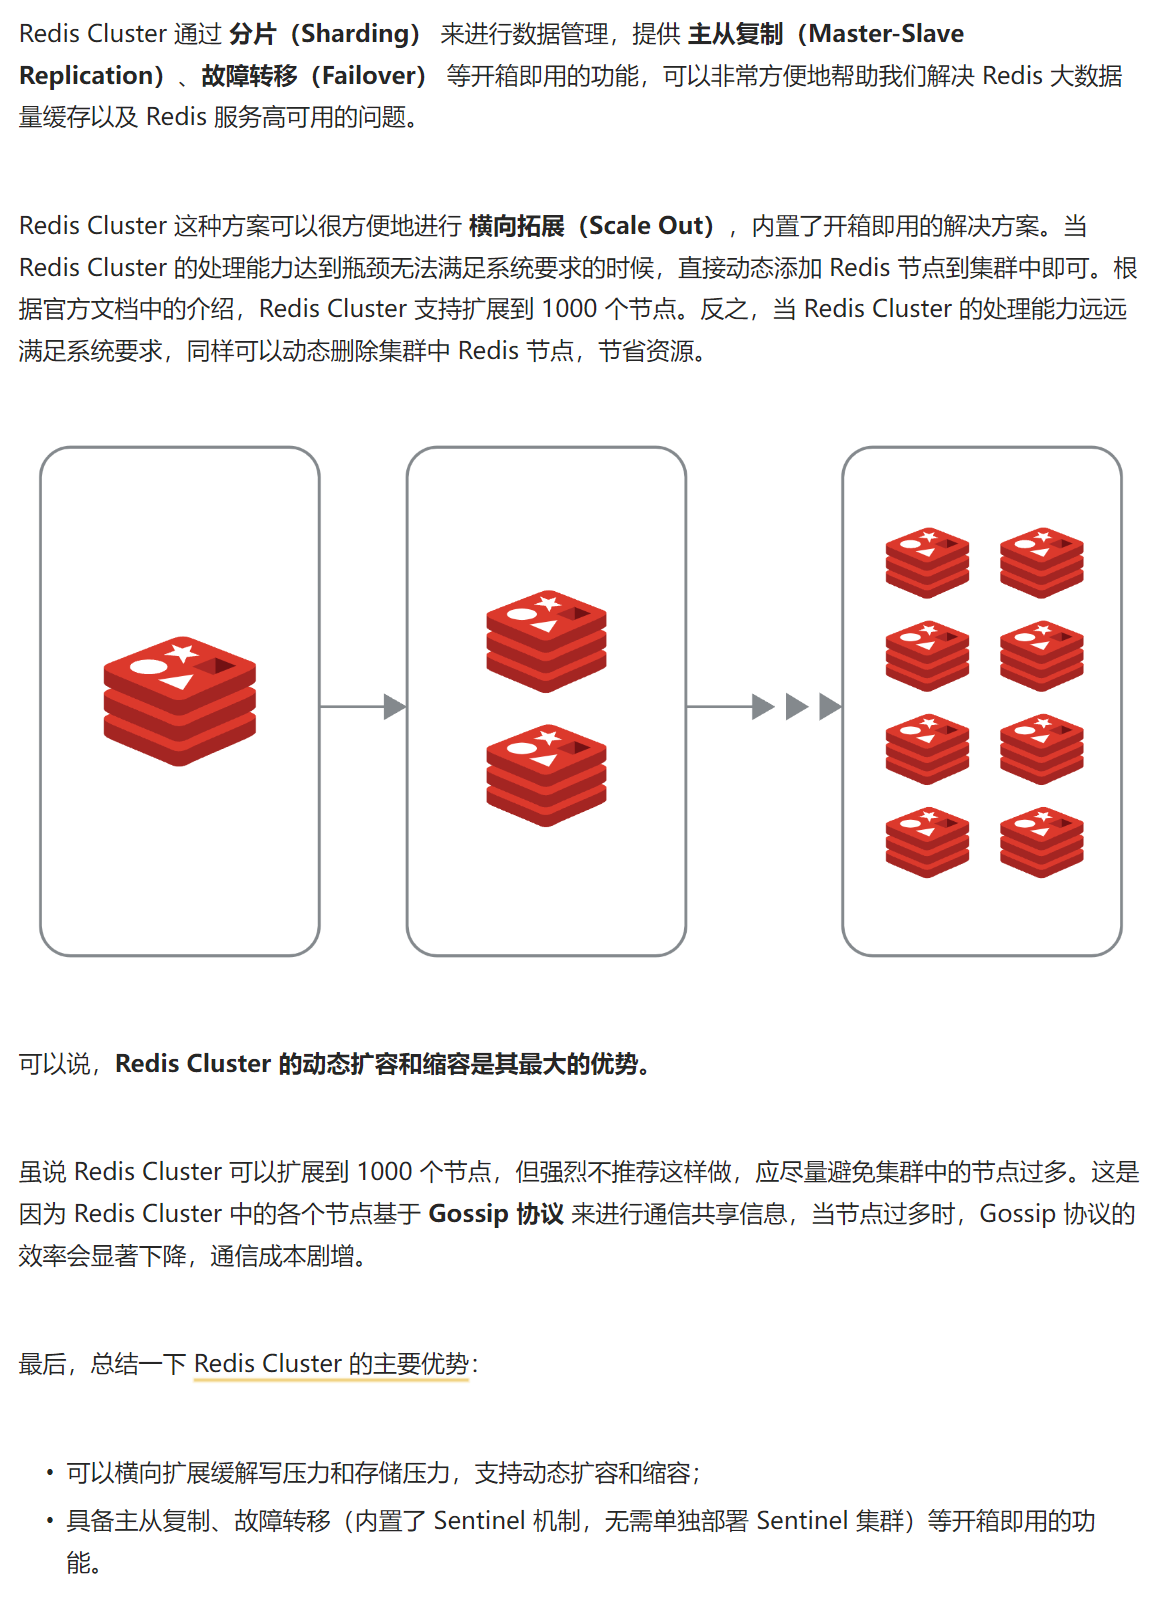 Redis Cluster 通过 分片（Sharding） 来进行数据管理，提供 主从复制（Master-Slave
Replication）、故障转移（Failover） 等开箱即用的功能，可以非常方便地帮助我们解决 Redis 大数据
量缓存以及 Redis 服务高可用的问题。
Redis Cluster 这种方案可以很方便地进行 横向拓展（Scale Out），内置了开箱即用的解决方案。当
Redis Cluster 的处理能力达到瓶颈无法满足系统要求的时候，直接动态添加 Redis 节点到集群中即可。根
据官方文档中的介绍，Redis Cluster 支持扩展到 1000 个节点。反之，当 Redis Cluster 的处理能力远远
满足系统要求，同样可以动态删除集群中 Redis 节点，节省资源。
可以说，Redis Cluster 的动态扩容和缩容是其最大的优势。
虽说 Redis Cluster 可以扩展到 1000 个节点，但强烈不推荐这样做，应尽量避免集群中的节点过多。这是
因为 Redis Cluster 中的各个节点基于 Gossip 协议 来进行通信共享信息，当节点过多时，Gossip 协议的
效率会显著下降，通信成本剧增。
最后，总结一下 Redis Cluster 的主要优势：
• 可以横向扩展缓解写压力和存储压力，支持动态扩容和缩容；
• 具备主从复制、故障转移（内置了 Sentinel 机制，无需单独部署 Sentinel 集群）等开箱即用的功
能。